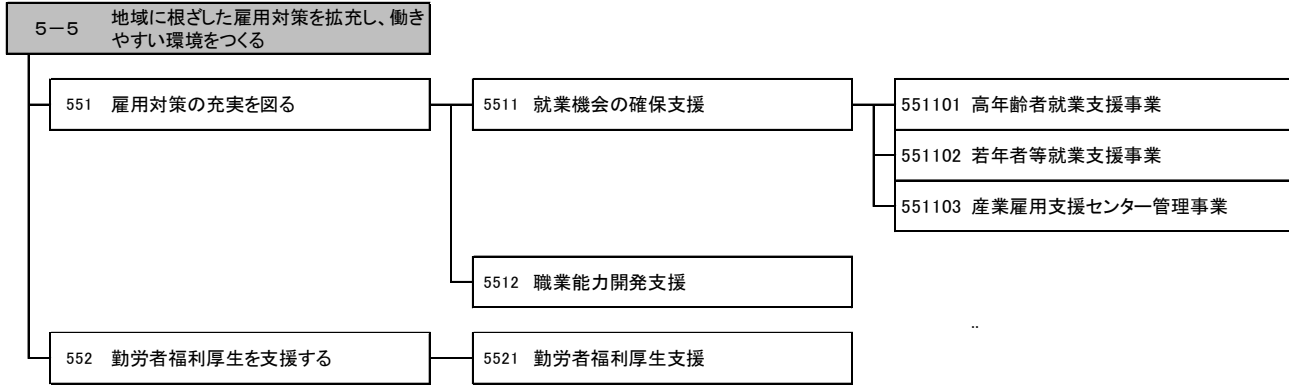 5-5 地域に根ざした雇用対策を拡充し、働き
やすい環境をつくる
551 雇用対策の充実を図る
5511 就業機会の確保支援
551101 高年齢者就業支援事業
551102 若年者等就業支援事業
551103 産業雇用支援センター管理事業
5512 職業能力開発支援
..
552 勤労者福利厚生を支援する
5521 勤労者福利厚生支援